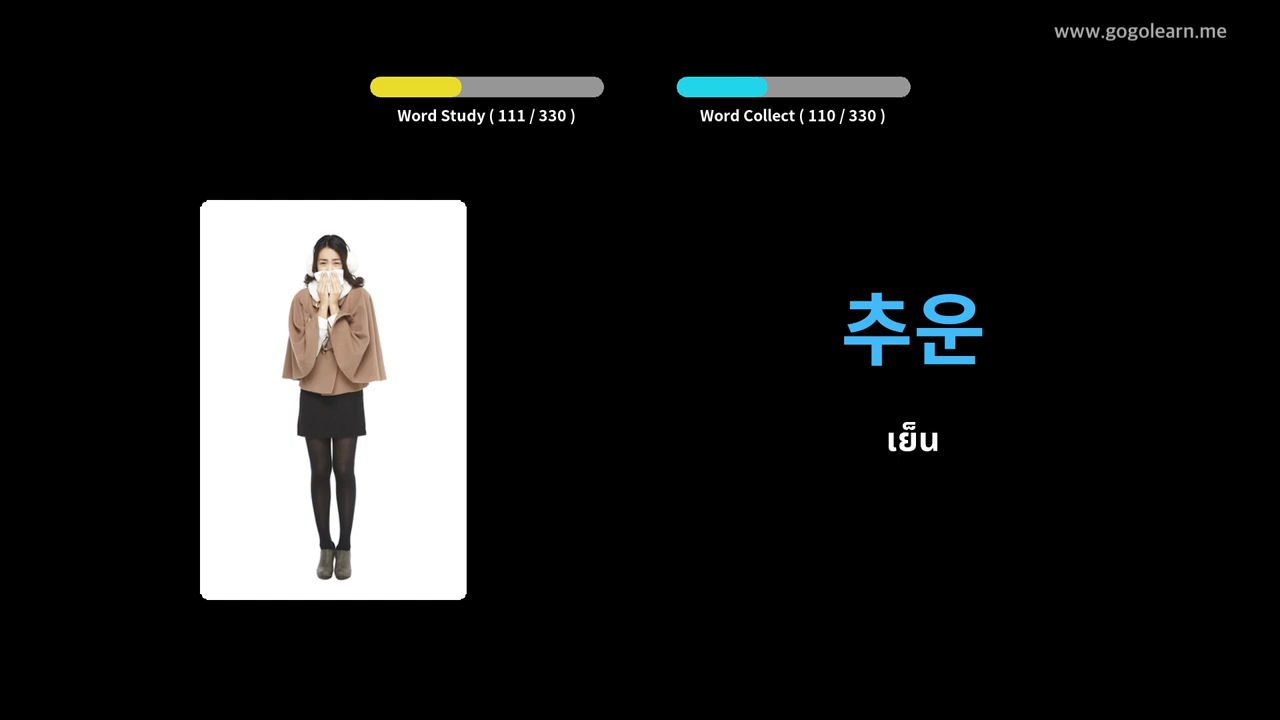 www.gogolearn.me
Word Study ( 111 / 330 )
Word Collect ( 110 / 330 )
추운
เย็น